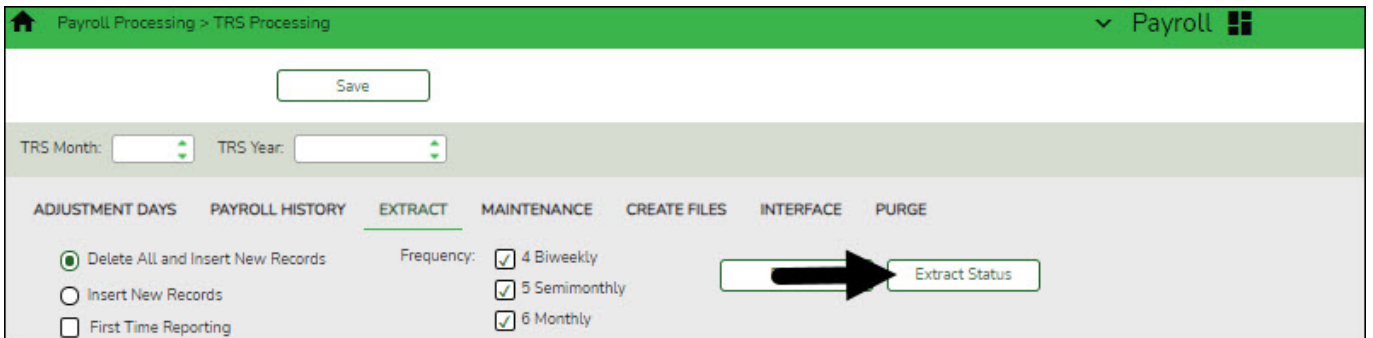 Payroll Processing > TRS Processing
Payroll
Save
TRS Month:
TRS Year:
ADJUSTMENT DAYS PAYROLL HISTORY EXTRACT MAINTENANCE CREATE FILES INTERFACE PURGE
Delete All and Insert New Records
Frequency:
4 Biweekly
Extract Status
Insert New Records
5 Semimonthly
First Time Reporting
6 Monthly